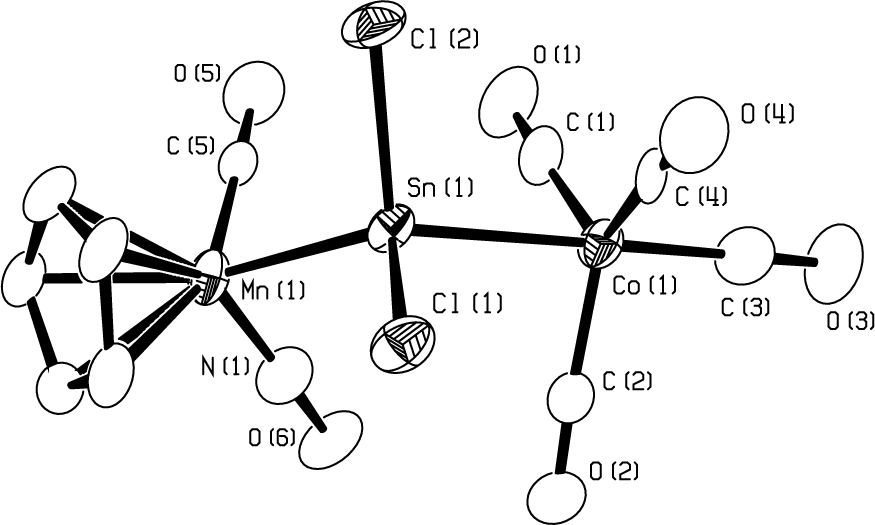 Cl(2)
O(1)
O(5)
O(4)
C(1)
C(5)
Sn(1)
C(4)
Mn(1)
Co(1)
Cl(1)
C(3)
O(3)
N(1)
C(2)
O(6)
O(2)